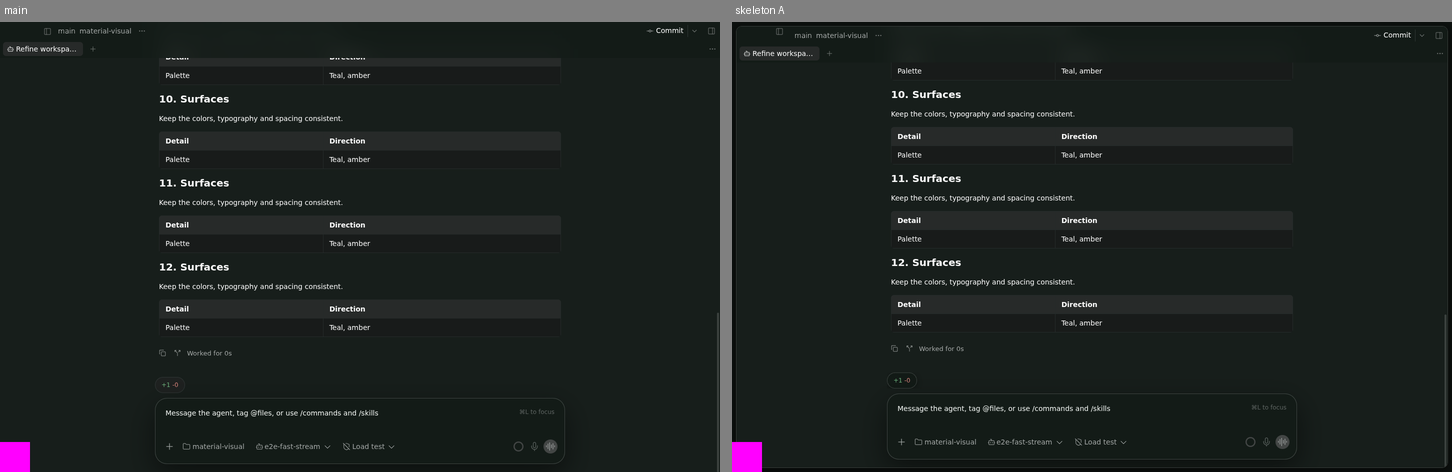 main
main material-visual ···
Commit
Refine workspa... +
Detail Direction
Palette Teal, amber
10. Surfaces
Keep the colors, typography and spacing consistent.
Detail Direction
Palette Teal, amber
11. Surfaces
Keep the colors, typography and spacing consistent.
Detail Direction
Palette Teal, amber
12. Surfaces
Keep the colors, typography and spacing consistent.
Detail Direction
Palette Teal, amber
Worked for 0s
+1 -0
Message the agent, tag @files, or use /commands and /skills
⌘L to focus
+ material-visual e2e-fast-stream Load test
skeleton A
main material-visual ···
Commit
Refine workspa... +
Palette Teal, amber
10. Surfaces
Keep the colors, typography and spacing consistent.
Detail Direction
Palette Teal, amber
11. Surfaces
Keep the colors, typography and spacing consistent.
Detail Direction
Palette Teal, amber
12. Surfaces
Keep the colors, typography and spacing consistent.
Detail Direction
Palette Teal, amber
Worked for 0s
+1 -0
Message the agent, tag @files, or use /commands and /skills
⌘L to focus
+ material-visual e2e-fast-stream Load test